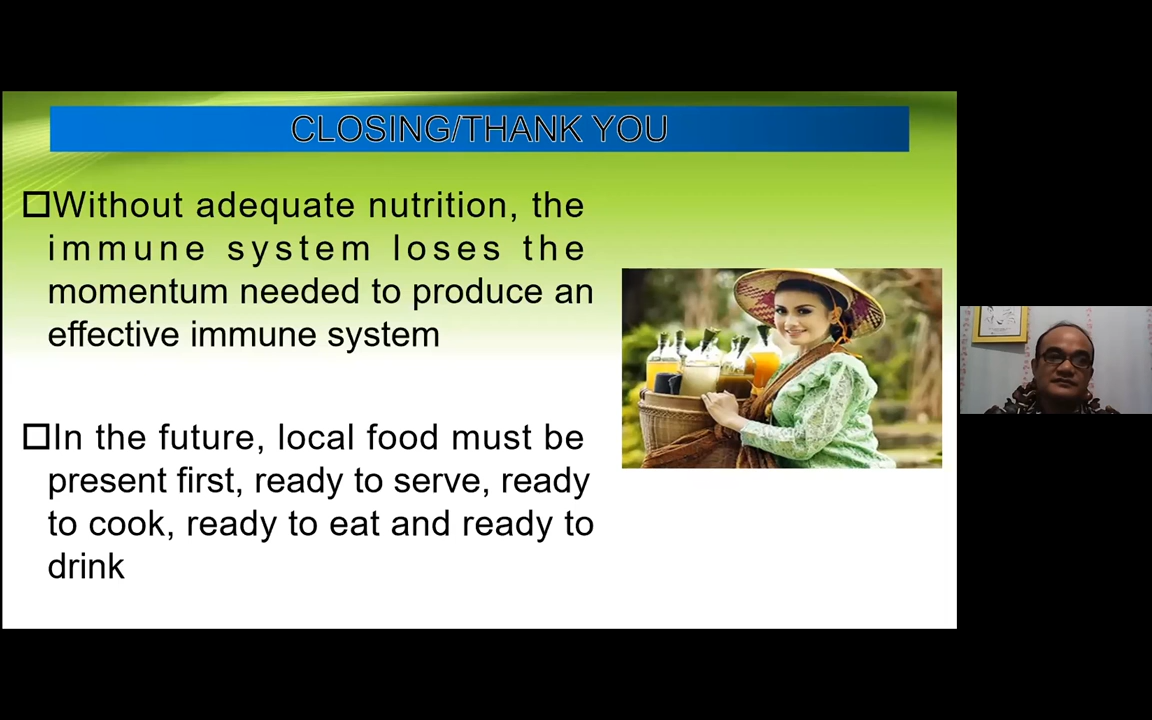 CLOSING/THANK YOU
Without adequate nutrition, the
immune system loses the
momentum needed to produce an
effective immune system
In the future, local food must be
present first, ready to serve, ready
to cook, ready to eat and ready to
drink